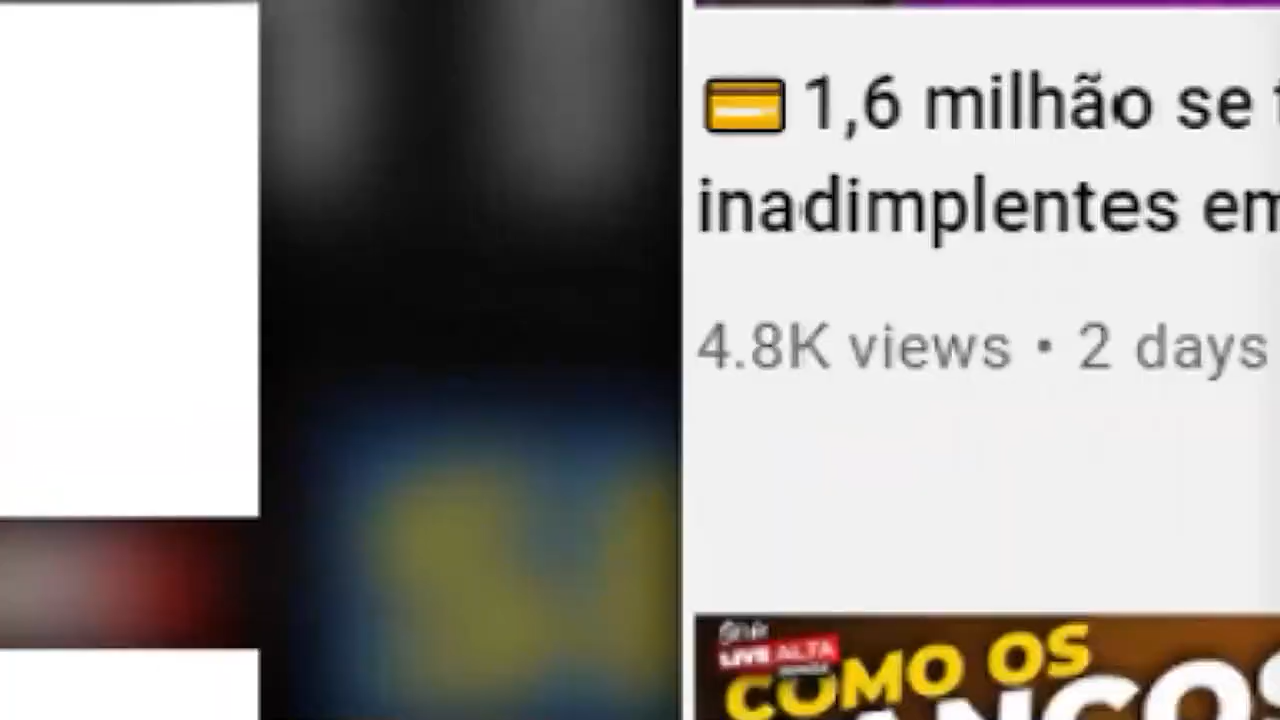 1,6 milhão se
inadimplentes em
4.8K views • 2 days
LIVE ALTA
COMO OS